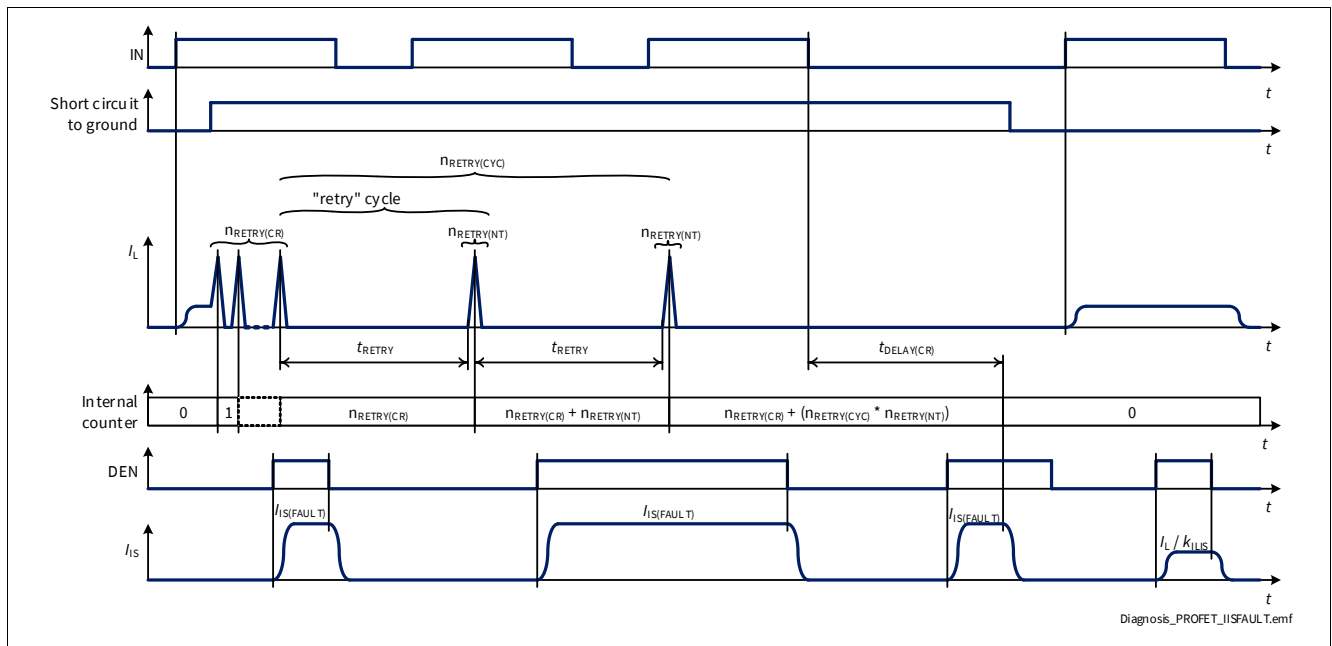 IN
t
Short circuit
to ground
t
nRETRY(CYC)
"retry" cycle
nRETRY(CR)
nRETRY(NT)
nRETRY(NT)
IL
tRETRY
tRETRY
tDELAY(CR)
t
Internal
counter
0
1
nRETRY(CR)
nRETRY(CR) + nRETRY(NT)
nRETRY(CR) + (nRETRY(CYC) * nRETRY(NT))
0
t
DEN
t
IIS(FAULT)
IIS(FAULT)
IIS(FAULT)
IL / kILIS
IIS
t
Diagnosis_PROFET_IISFAULT.emf